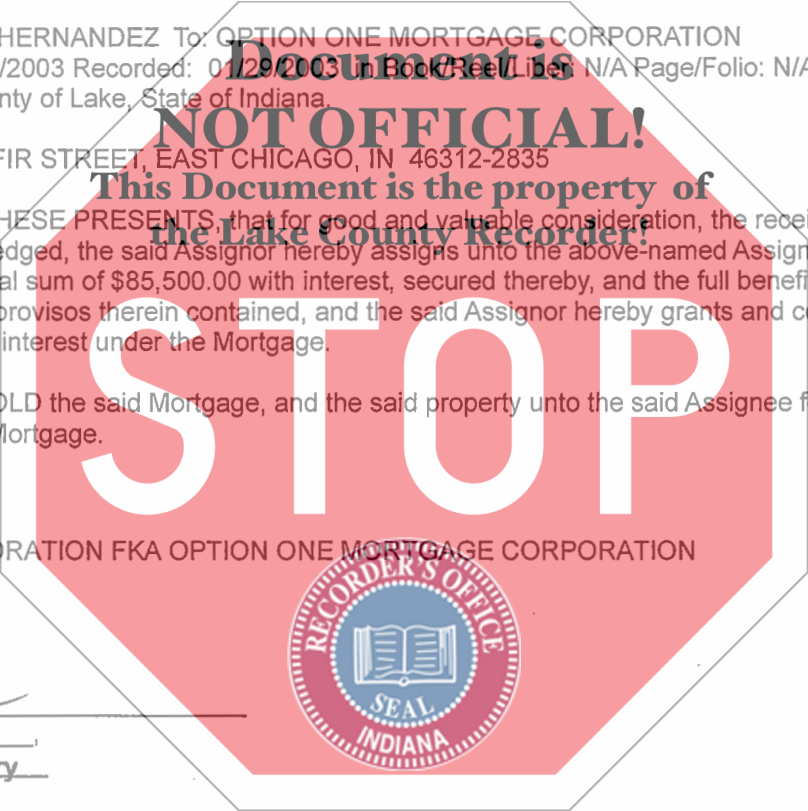 HERNANDEZ To: OPTION ONE MORTGAGE CORPORATION
Document is
/2003 Recorded: 01/29/2003 in Book/Reel/Liber: N/A Page/Folio: N/A
nty of Lake, State of Indiana.
NOT OFFICIAL!
FIR STREET, EAST CHICAGO, IN 46312-2835
This Document is the property of
HESE PRESENTS, that for good and valuable consideration, the recei
the Lake County Recorder!
edged, the said Assignor hereby assigns unto the above-named Assign
al sum of $85,500.00 with interest, secured thereby, and the full benefi
provisos therein contained, and the said Assignor hereby grants and co
interest under the Mortgage.
STOP
OLD the said Mortgage, and the said property unto the said Assignee f
Mortgage.
ORATION FKA OPTION ONE MORTGAGE CORPORATION
RECORDER'S OFFICE
SEAL
INDIANA
ry